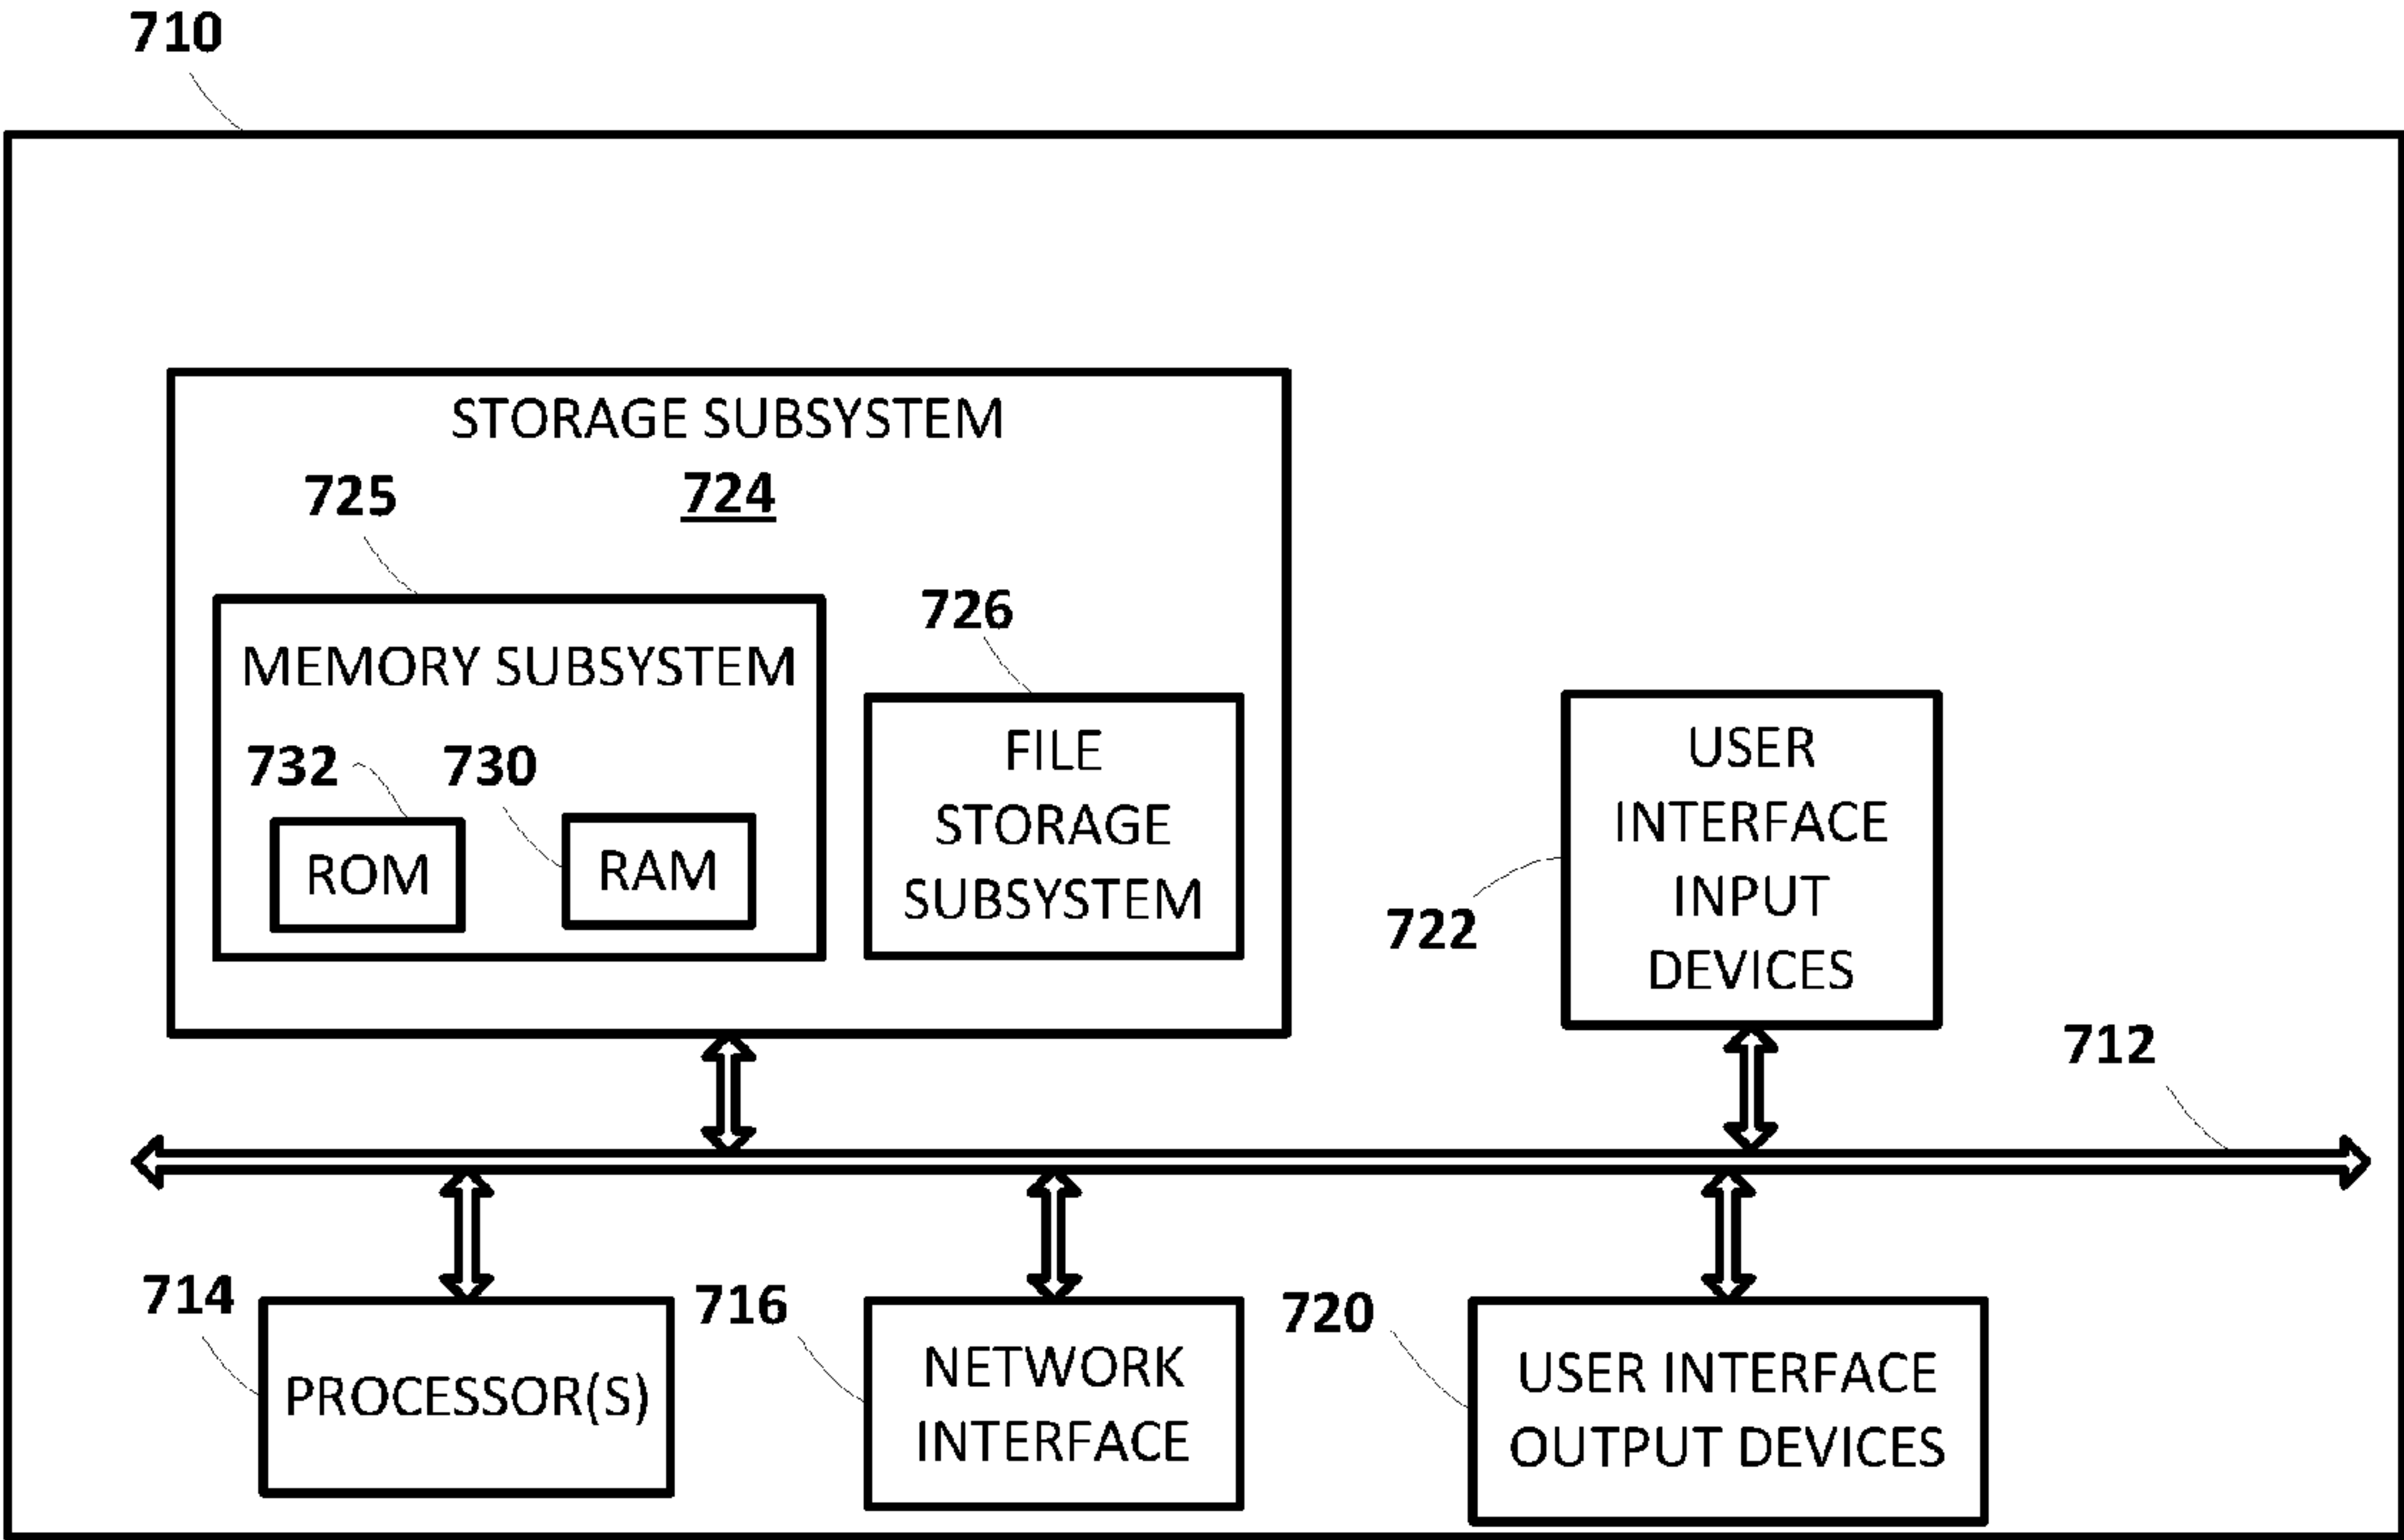 710
STORAGE SUBSYSTEM
724
725
MEMORY SUBSYSTEM
732
730
ROM
RAM
726
FILE
STORAGE
SUBSYSTEM
USER
INTERFACE
INPUT
DEVICES
722
712
714
PROCESSOR(S)
716
NETWORK
INTERFACE
720
USER INTERFACE
OUTPUT DEVICES